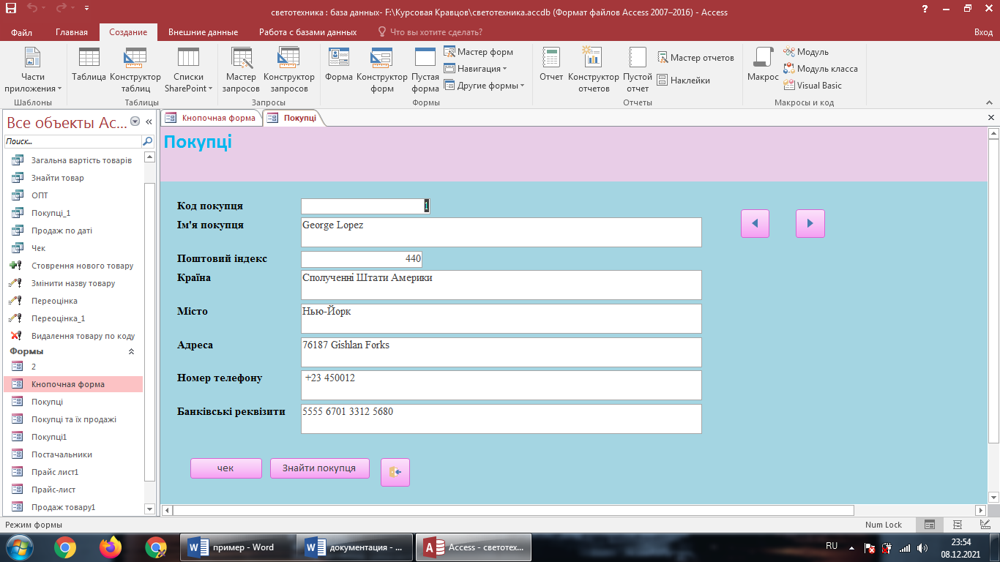 светотехника : база данных- F:\Курсовая Кравцов\светотехника.accdb (Формат файлов Access 2007–2016) - Access
Файл Главная Создание Внешние данные Работа с базами данных Что вы хотите сделать? Вход
Части приложения
Таблица
Конструктор таблиц
Списки SharePoint
Мастер запросов
Конструктор запросов
Форма
Конструктор форм
Пустая форма
Мастер форм
Навигация
Другие формы
Отчет
Конструктор отчетов
Пустой отчет
Мастер отчетов
Наклейки
Макрос
Модуль
Модуль класса
Visual Basic
Шаблоны Таблицы Запросы Формы Отчеты Макросы и код
Все объекты Ac...
Поиск...
Загальна вартість товарів
Знайти товар
ОПТ
Покупці_1
Продаж по даті
Чек
Стоврення нового товару
Змінити назву товару
Переоцінка
Переоцінка_1
Видалення товару по коду
Формы
2
Кнопочная форма
Покупці
Покупці та їх продажі
Покупці1
Постачальники
Прайс лист1
Прайс-лист
Продаж товару1
Кнопочная форма Покупці
Покупці
Код покупця 1
Ім'я покупця George Lopez
Поштовий індекс 440
Країна Сполученні Штати Америки
Місто Нью-Йорк
Адреса 76187 Gishlan Forks
Номер телефону +23 450012
Банківські реквізити 5555 6701 3312 5680
чек Знайти покупця
Режим формы Num Lock
пример - Word
документация - ...
Access - светотех...
RU
23:54
08.12.2021